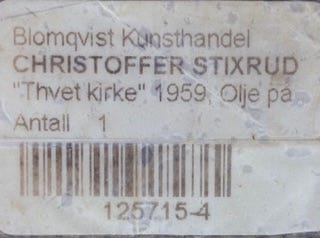 Blomqvist Kunsthandel
CHRISTOFFER STIXRUD
"Thvet kirke" 1959, Olje på
Antall 1
125715-4